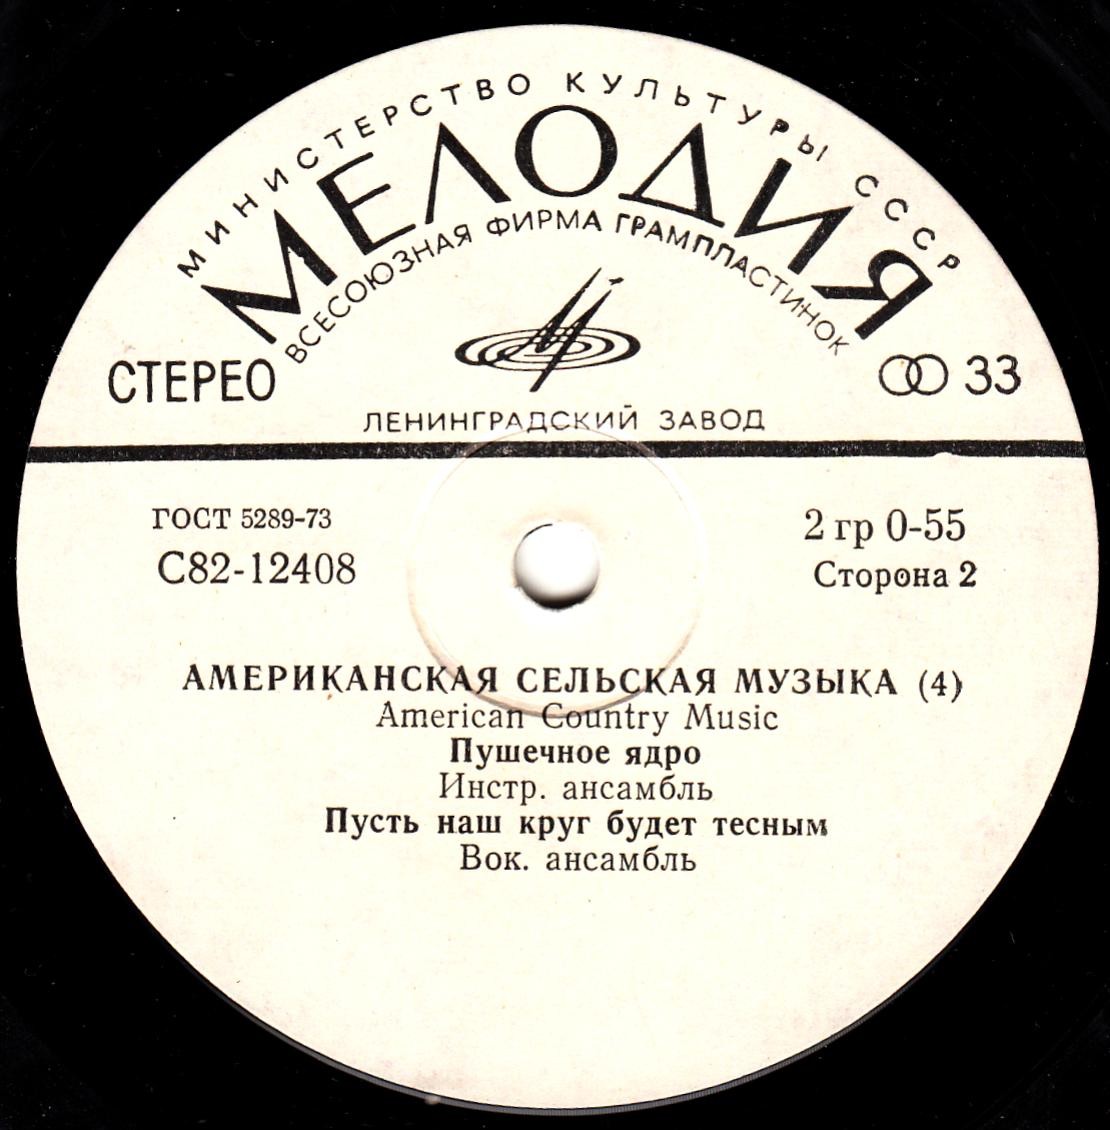 МИНИСТЕРСТВО КУЛЬТУРЫ СССР
МЕЛОДИЯ
ВСЕСОЮЗНАЯ ФИРМА ГРАМПЛАСТИНОК
СТЕРЕО
33
ЛЕНИНГРАДСКИЙ ЗАВОД
ГОСТ 5289-73
2 гр 0-55
С82-12408
Сторона 2
АМЕРИКАНСКАЯ СЕЛЬСКАЯ МУЗЫКА (4)
American Country Music
Пушечное ядро
Инстр. ансамбль
Пусть наш круг будет тесным
Вок. ансамбль